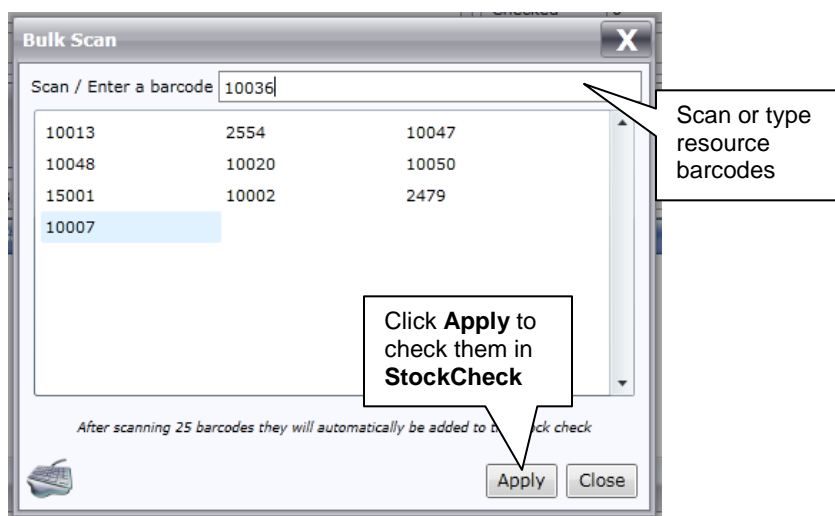 Checked
Bulk Scan
X
Scan / Enter a barcode 10036
Scan or type
resource
barcodes
10013 2554 10047
10048 10020 10050
15001 10002 2479
10007
Click Apply to
check them in
StockCheck
After scanning 25 barcodes they will automatically be added to ck check
Apply Close